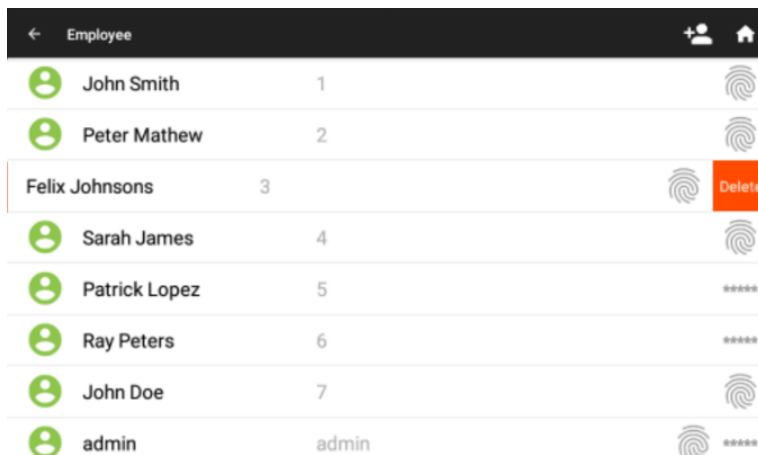 Employee
John Smith 1
Peter Mathew 2
Felix Johnsons 3 Delete
Sarah James 4
Patrick Lopez 5 *****
Ray Peters 6 *****
John Doe 7
admin admin *****